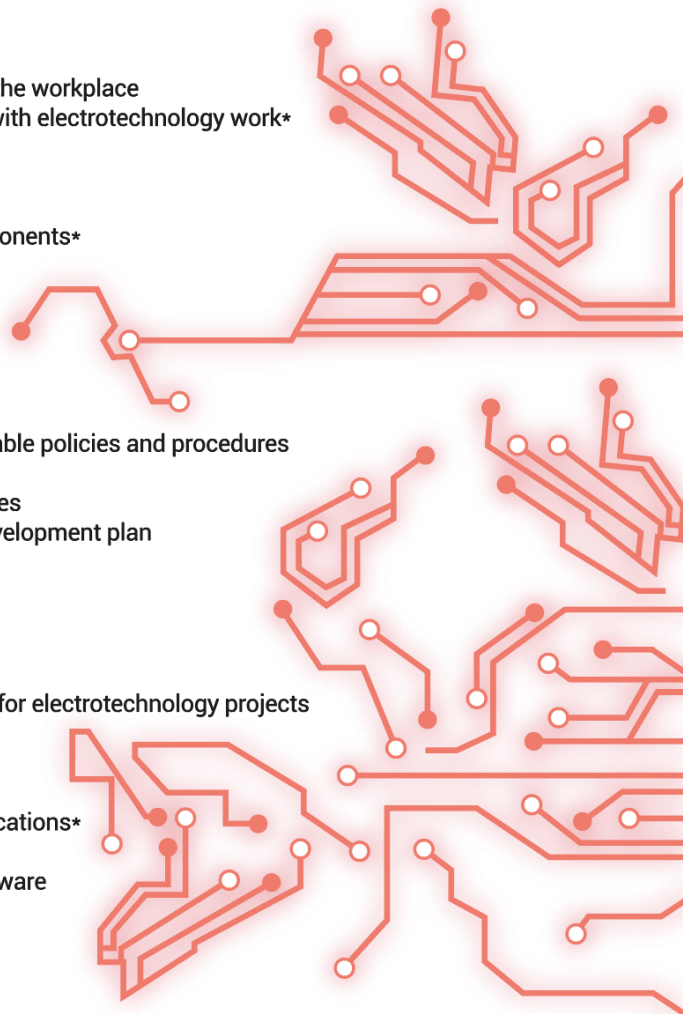 he workplace
with electrotechnology work*
onents*
able policies and procedures
es
velopment plan
for electrotechnology projects
cations*
ware